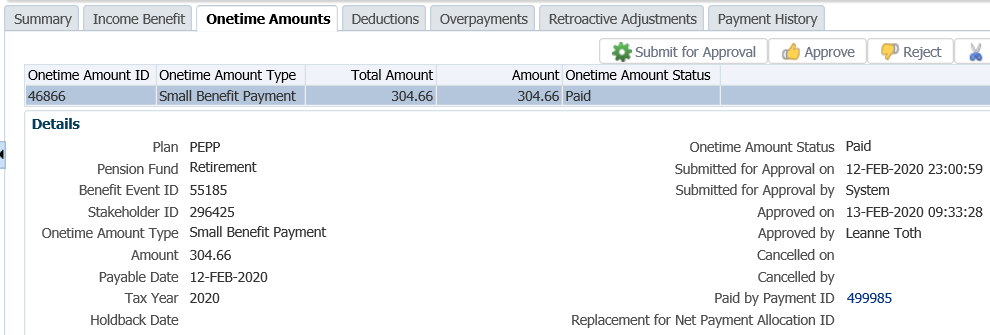 Summary Income Benefit Onetime Amounts Deductions Overpayments Retroactive Adjustments Payment History
Submit for Approval Approve Reject
Onetime Amount ID Onetime Amount Type Total Amount Amount Onetime Amount Status
46866 Small Benefit Payment 304.66 304.66 Paid
Details
Plan PEPP Onetime Amount Status Paid
Pension Fund Retirement Submitted for Approval on 12-FEB-2020 23:00:59
Benefit Event ID 55185 Submitted for Approval by System
Stakeholder ID 296425 Approved on 13-FEB-2020 09:33:28
Onetime Amount Type Small Benefit Payment Approved by Leanne Toth
Amount 304.66 Cancelled on
Payable Date 12-FEB-2020 Cancelled by
Tax Year 2020 Paid by Payment ID 499985
Holdback Date Replacement for Net Payment Allocation ID